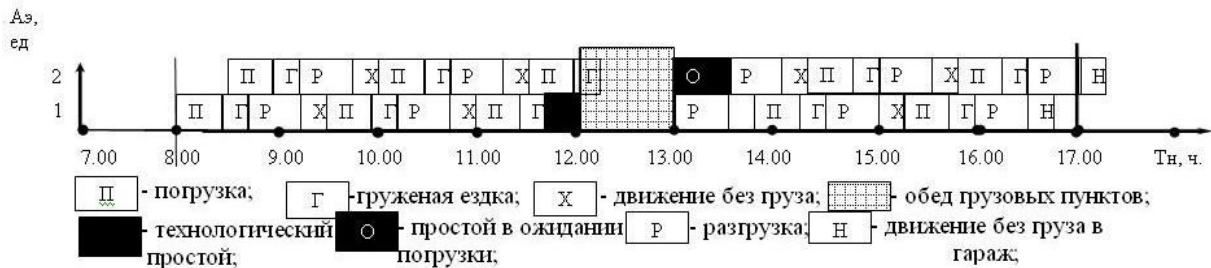 Аэ,
ед
2 П Г Р Х П Г Р Х П Г О Р Х П Г Р Х П Г Р Н
1 П Г Р Х П Г Р Х П Г Р Х П Г Р Х П Г Р Н
7.00 8.00 9.00 10.00 11.00 12.00 13.00 14.00 15.00 16.00 17.00 Тн, ч.
П - погрузка; Г -груженая ездка; Х - движение без груза; - обед грузовых пунктов;
- технологический О - простой в ожидании Р - разгрузка; Н - движение без груза в
простой; погрузки; гараж;